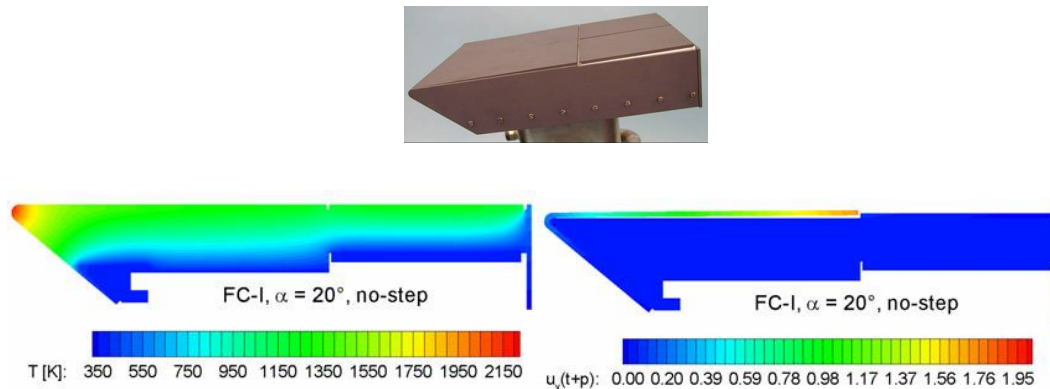 FC-I, α = 20°, no-step
T [K]: 350 550 750 950 1150 1350 1550 1750 1950 2150
FC-I, α = 20°, no-step
u_v(t+p): 0.00 0.20 0.39 0.59 0.78 0.98 1.17 1.37 1.56 1.76 1.95